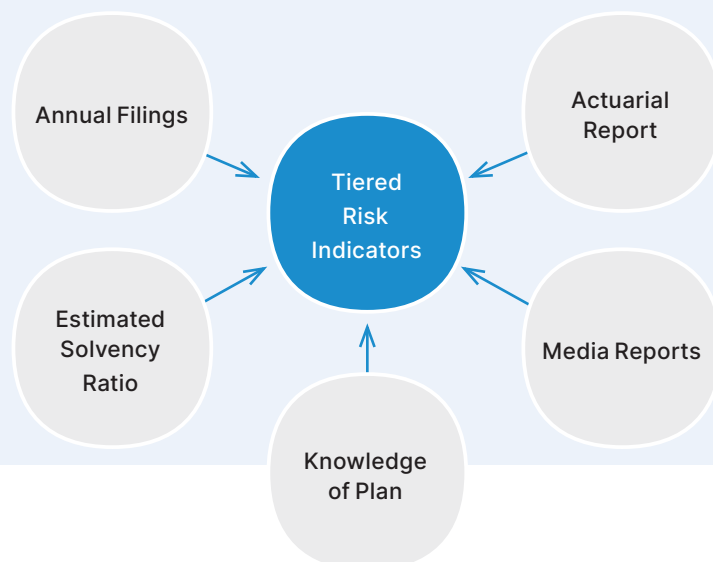 Annual Filings
Actuarial
Report
Tiered
Risk
Indicators
Estimated
Solvency
Ratio
Media Reports
Knowledge
of Plan